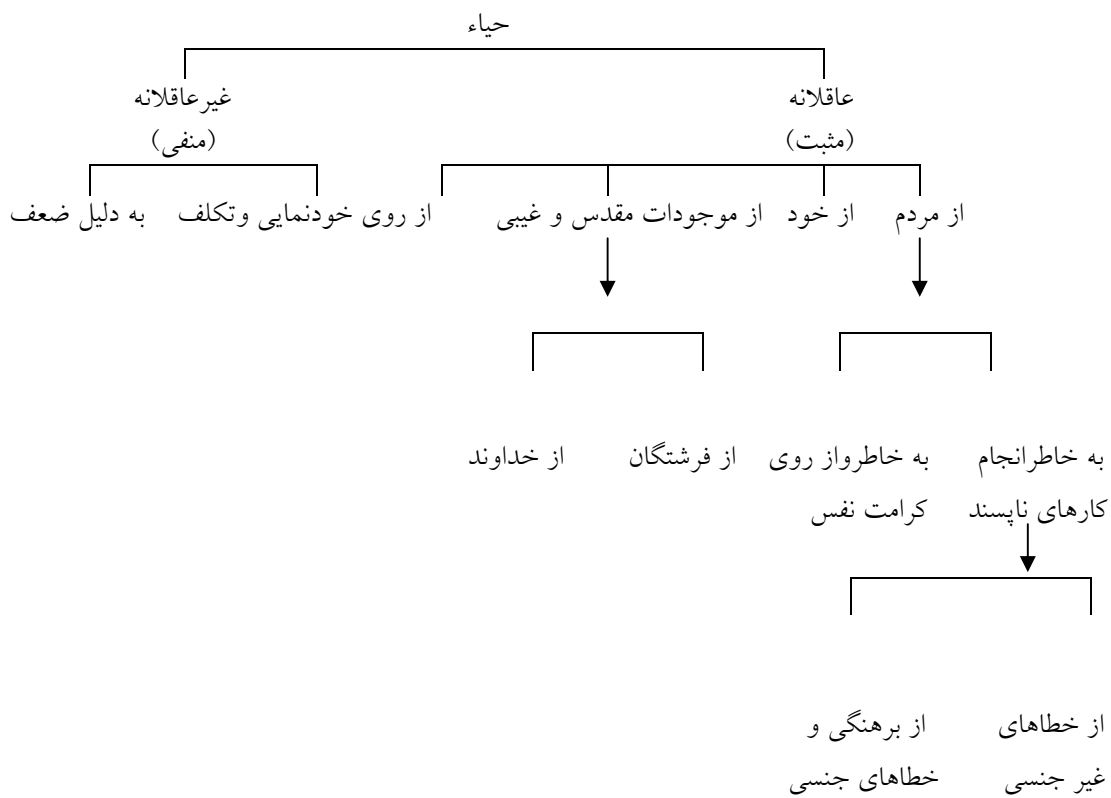 حیاء
عاقلانه غیرعاقلانه
(مثبت) (منفی)
از مردم از خود از موجودات مقدس و غیبی از روی خودنمایی وتکلف به دلیل ضعف
به خاطرانجام به خاطرواز روی از فرشتگان از خداوند
کارهای ناپسند کرامت نفس
از خطاهای از برهنگی و
غیر جنسی خطاهای جنسی